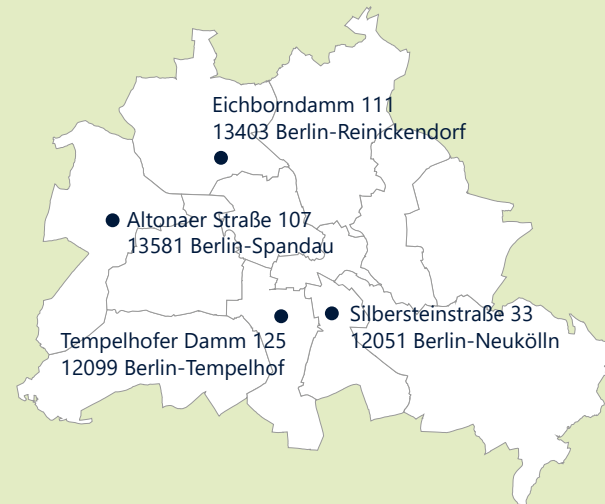 Eichborndamm 111
13403 Berlin-Reinickendorf
Altonaer Straße 107
13581 Berlin-Spandau
Silbersteinstraße 33
12051 Berlin-Neukölln
Tempelhofer Damm 125
12099 Berlin-Tempelhof